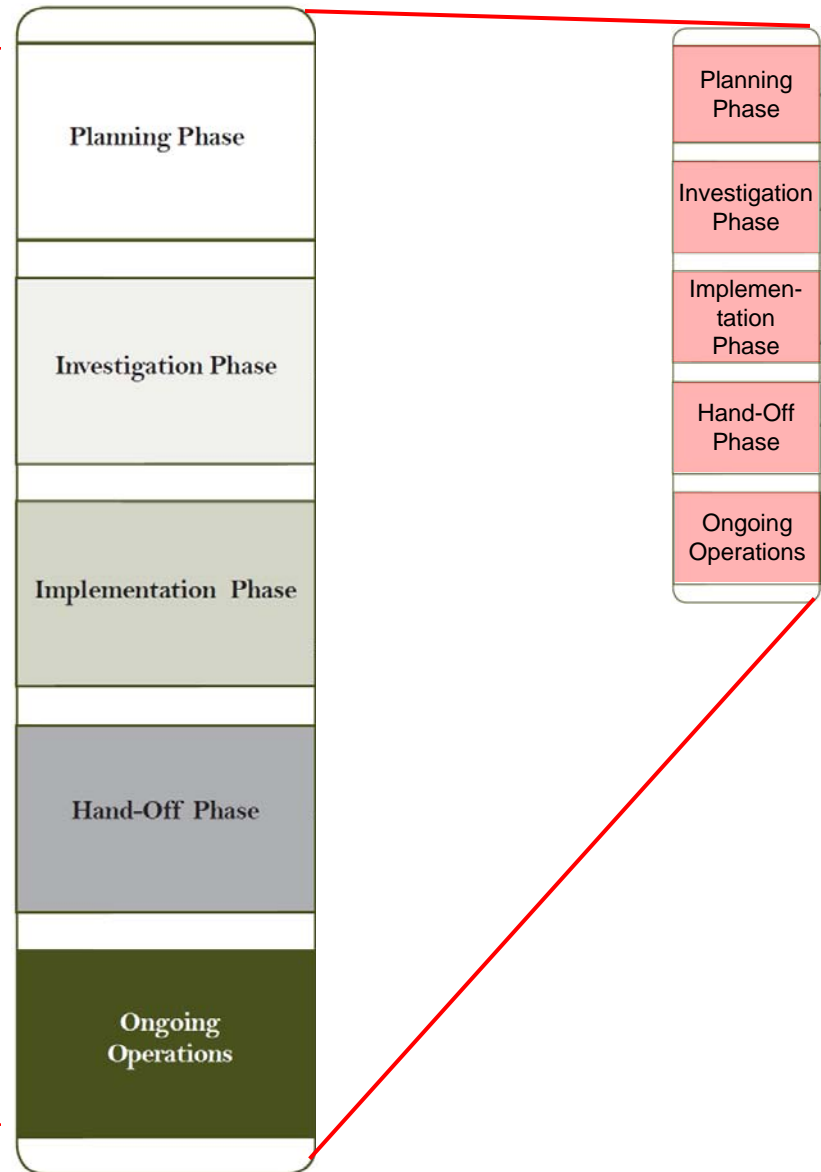 Planning Phase
Investigation Phase
Implementation Phase
Hand-Off Phase
Ongoing
Operations
Planning
Phase
Investigation
Phase
Implemen-
tation
Phase
Hand-Off
Phase
Ongoing
Operations